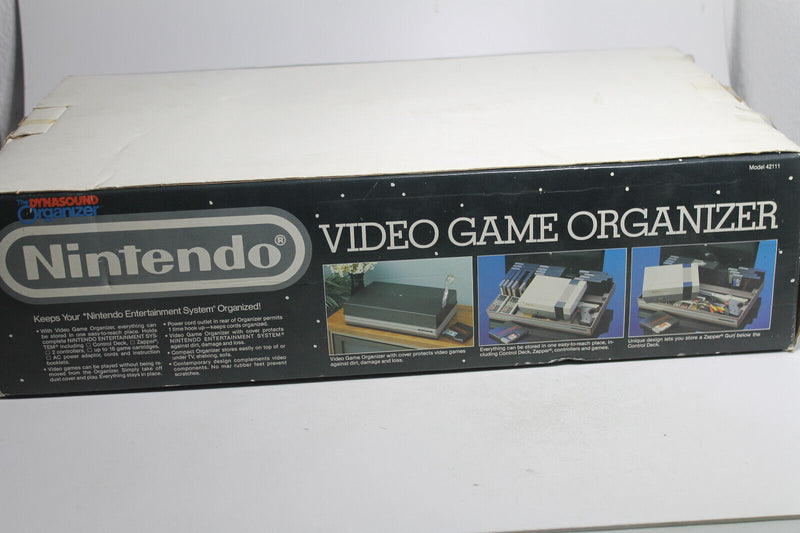 Model 42111
The DYNASOUND
Organizer
Nintendo®
VIDEO GAME ORGANIZER
Keeps Your "Nintendo Entertainment System" Organized!
• With Video Game Organizer, everything can
be stored in one easy-to-reach place. Holds
complete NINTENDO ENTERTAINMENT SYS-
TEM® including □ Control Deck, □ Zapper®,
□ 2 controllers, □ up to 16 game cartridges,
□ AC power adaptor, cords and instruction
booklets.
• Video games can be played without being re-
moved from the Organizer. Simply take off
dust cover and play. Everything stays in place.
• Power cord outlet in rear of Organizer permits
1 time hook up—keeps cords organized.
• Video Game Organizer with cover protects
NINTENDO ENTERTAINMENT SYSTEM®
against dirt, damage and loss.
• Compact Organizer stores easily on top of or
under TV, shelving, sofa.
• Contemporary design complements video
components. No mar rubber feet prevent
scratches.
Video Game Organizer with cover protects video games
against dirt, damage and loss.
Everything can be stored in one easy-to-reach place, in-
cluding Control Deck, Zapper®, controllers and games.
Unique design lets you store a Zapper® Gun below the
Control Deck.